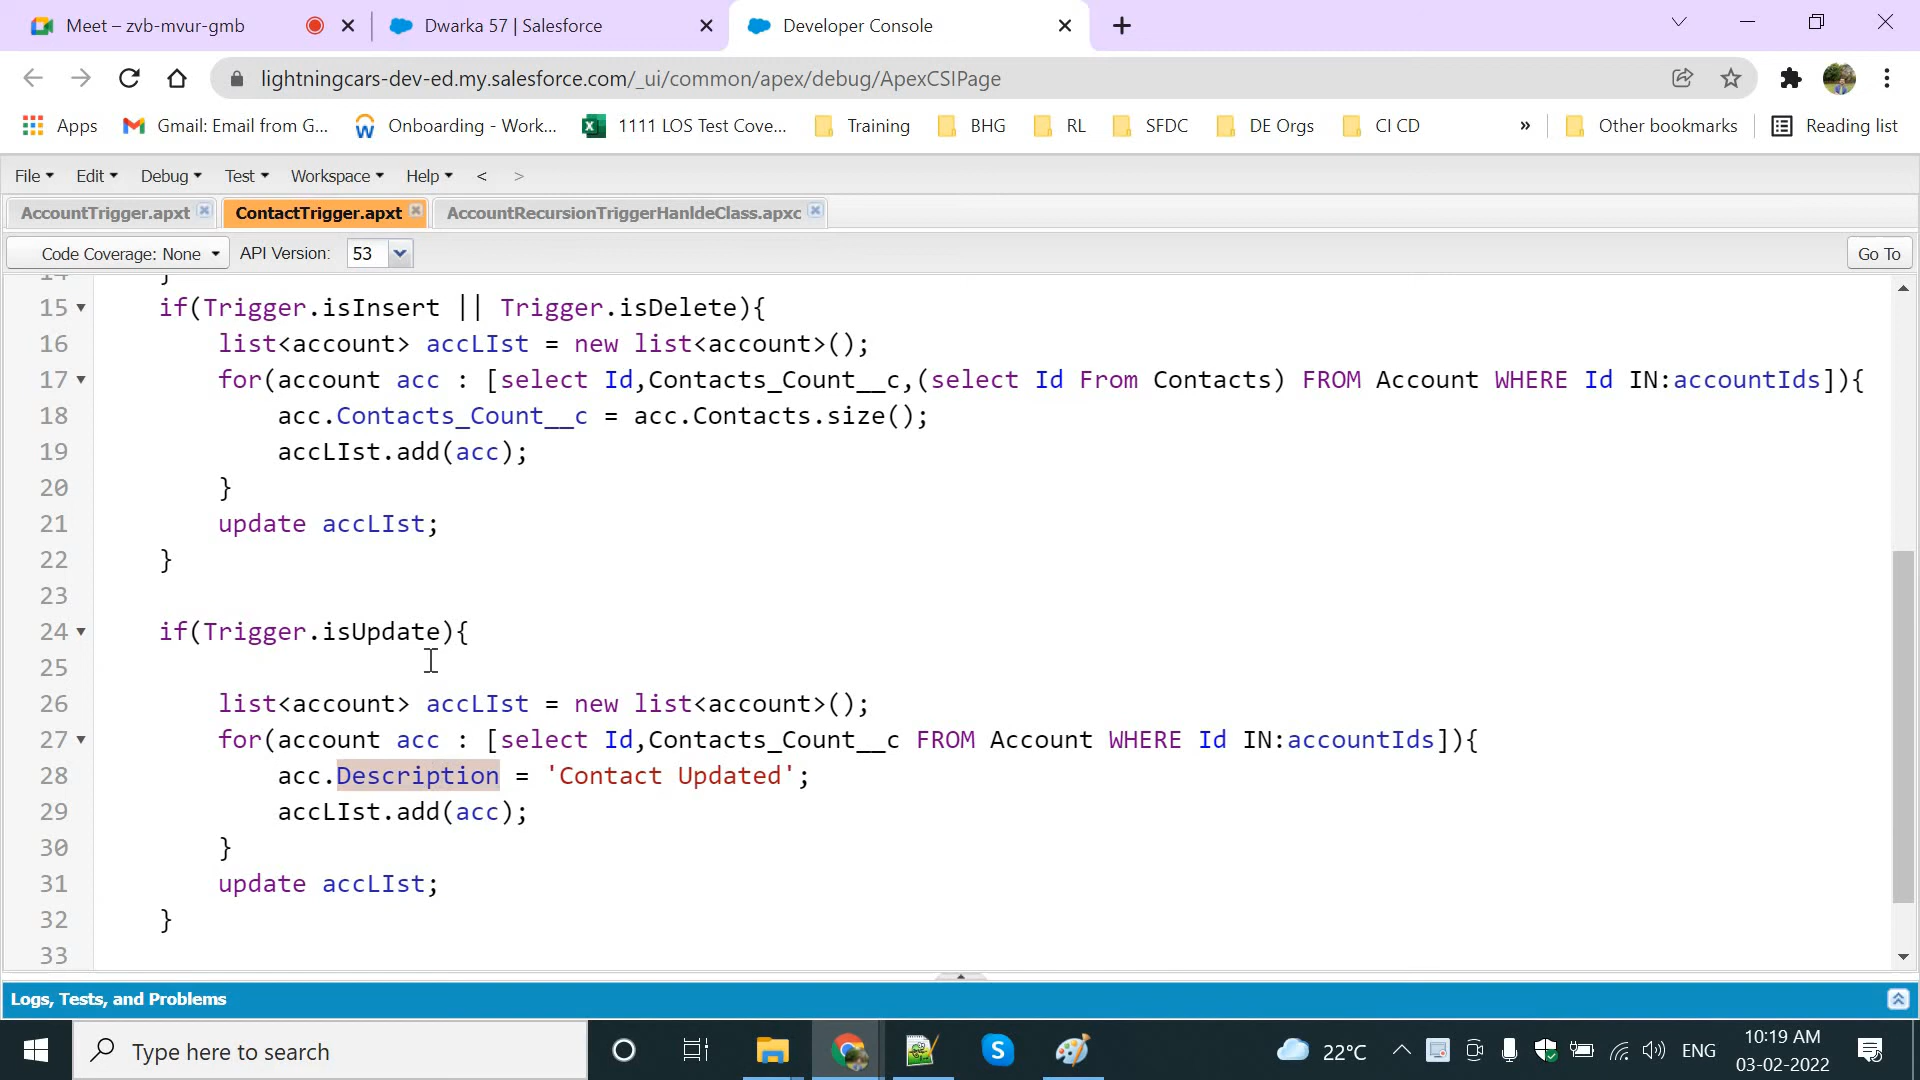 Meet – zvb-mvur-gmb
Dwarka 57 | Salesforce
Developer Console
lightningcars-dev-ed.my.salesforce.com/_ui/common/apex/debug/ApexCSIPage
Apps
Gmail: Email from G...
Onboarding - Work...
1111 LOS Test Cove...
Training
BHG
RL
SFDC
DE Orgs
CI CD
»
Other bookmarks
Reading list
File
Edit
Debug
Test
Workspace
Help
<
>
AccountTrigger.apxt
ContactTrigger.apxt
AccountRecursionTriggerHanldeClass.apxc
Code Coverage: None
API Version:
53
Go To
14 }
15 if(Trigger.isInsert || Trigger.isDelete){
16 list<account> accLIst = new list<account>();
17 for(account acc : [select Id,Contacts_Count__c,(select Id From Contacts) FROM Account WHERE Id IN:accountIds]){
18 acc.Contacts_Count__c = acc.Contacts.size();
19 accLIst.add(acc);
20 }
21 update accLIst;
22 }
23
24 if(Trigger.isUpdate){
25
26 list<account> accLIst = new list<account>();
27 for(account acc : [select Id,Contacts_Count__c FROM Account WHERE Id IN:accountIds]){
28 acc.Description = 'Contact Updated';
29 accLIst.add(acc);
30 }
31 update accLIst;
32 }
33
Logs, Tests, and Problems
Type here to search
22°C
ENG
10:19 AM
03-02-2022